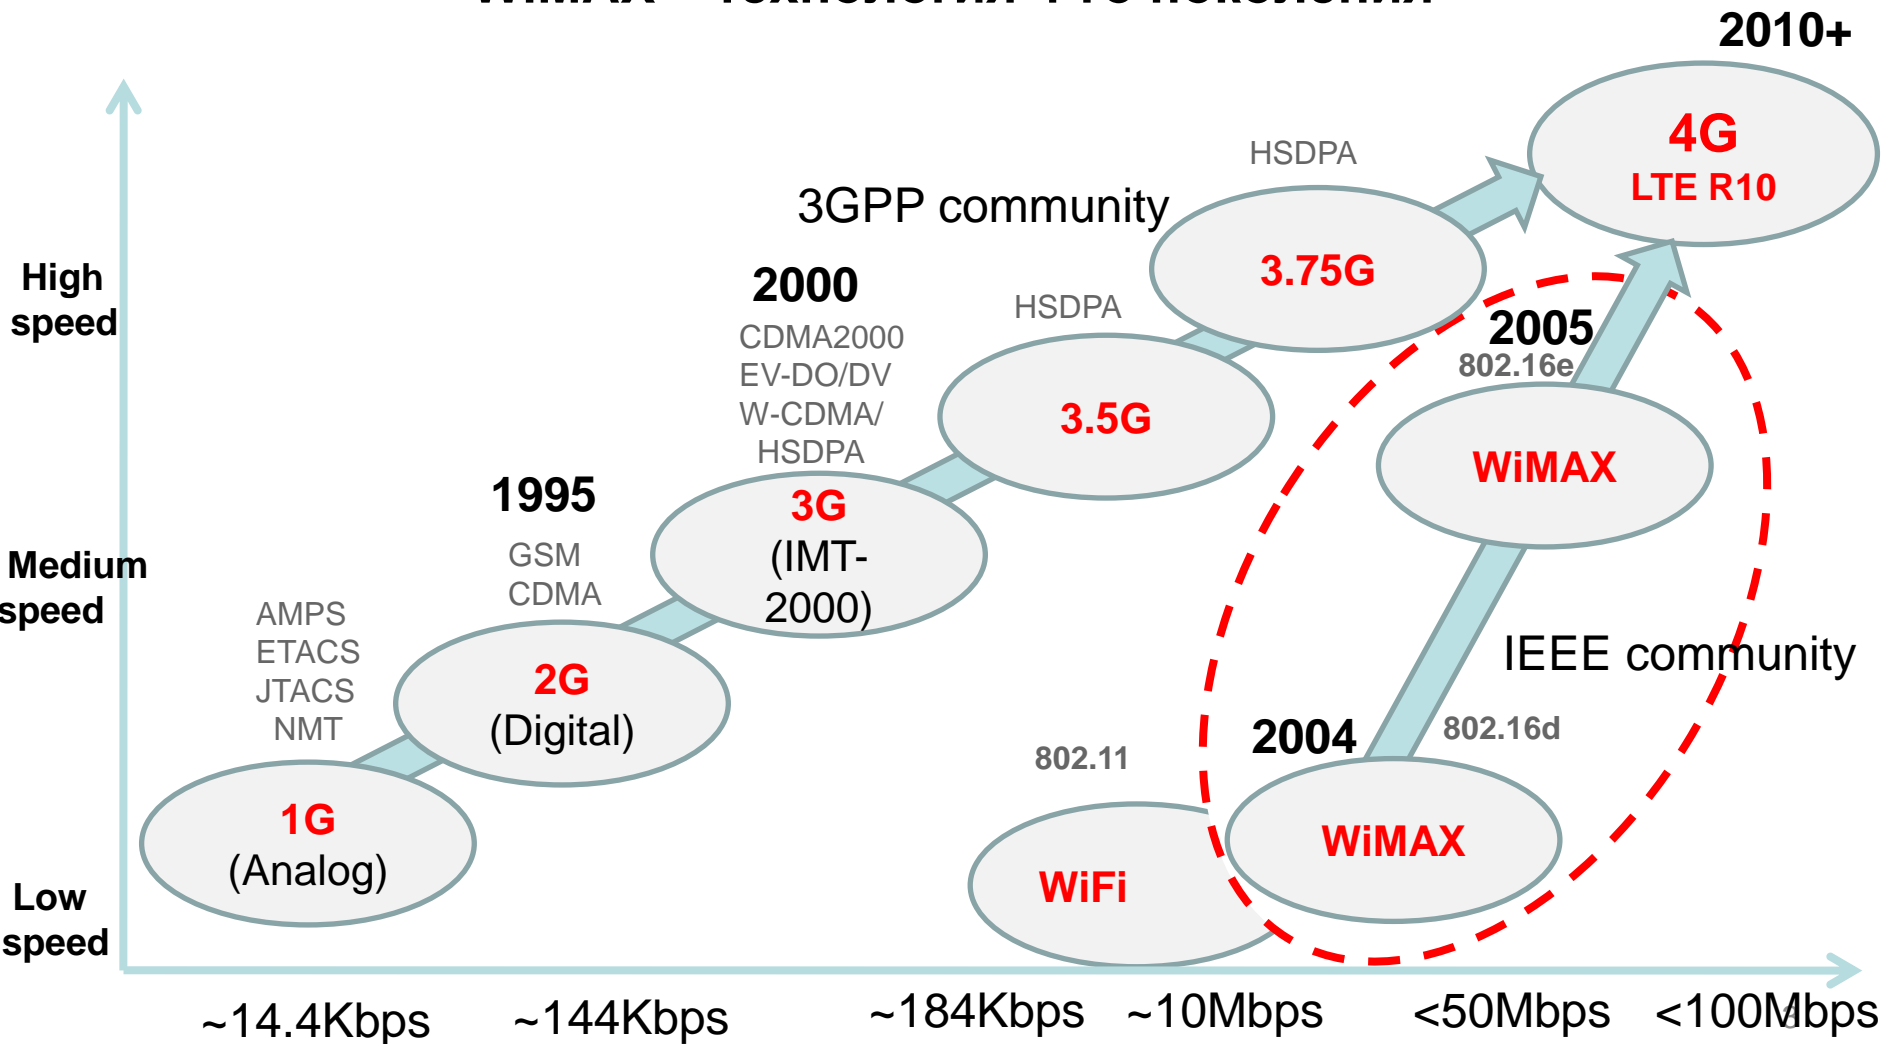 2010+
4G
LTE R10
HSDPA
3GPP community
3.75G
High
speed
2000
CDMA2000
EV-DO/DV
W-CDMA/
HSDPA
HSDPA
3.5G
2005
802.16e
WiMAX
1995
GSM
CDMA
3G
(IMT-
2000)
Medium
speed
AMPS
ETACS
JTACS
NMT
2G
(Digital)
IEEE community
2004
802.16d
802.11
WiMAX
1G
(Analog)
WiFi
Low
speed
~14.4Kbps
~144Kbps
~184Kbps
~10Mbps
<50Mbps
<100Mbps